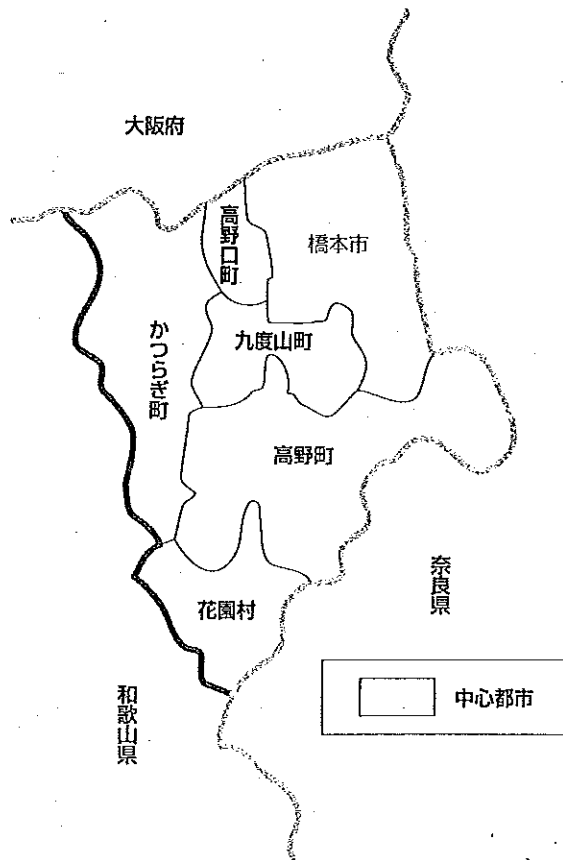 大阪府
高野口町
橋本市
かつらぎ町
九度山町
高野町
奈良県
花園村
中心都市
和歌山県